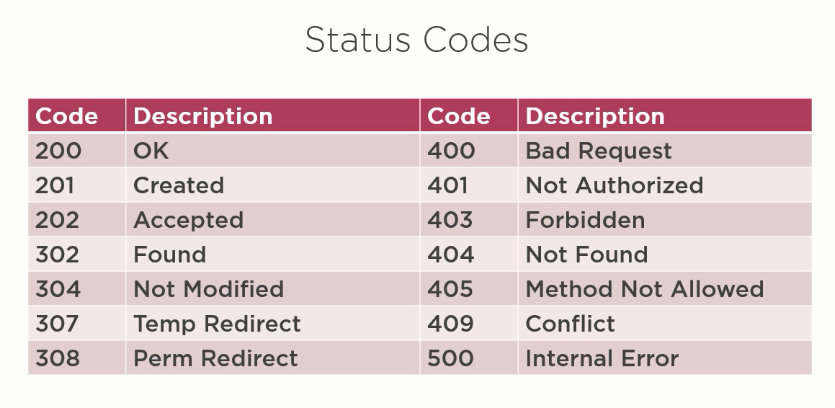 Status Codes
Code Description Code Description
200 OK 400 Bad Request
201 Created 401 Not Authorized
202 Accepted 403 Forbidden
302 Found 404 Not Found
304 Not Modified 405 Method Not Allowed
307 Temp Redirect 409 Conflict
308 Perm Redirect 500 Internal Error